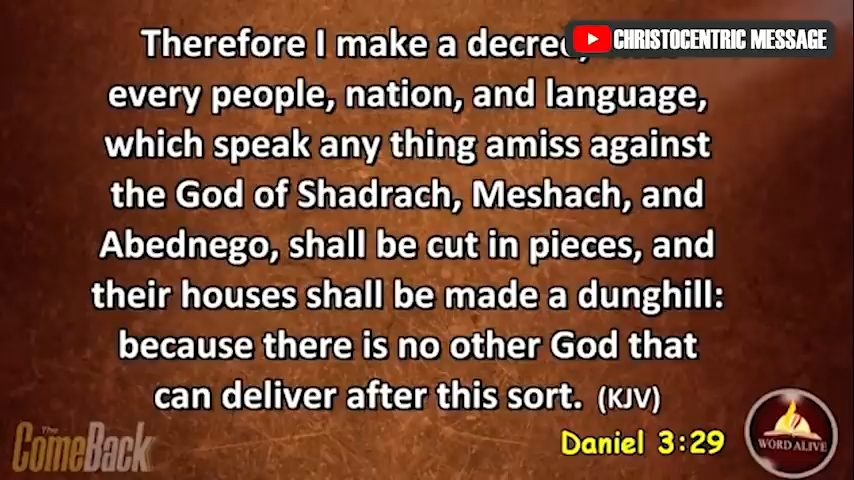 Therefore I make a decree,
CHRISTOCENTRIC MESSAGE
every people, nation, and language,
which speak any thing amiss against
the God of Shadrach, Meshach, and
Abednego, shall be cut in pieces, and
their houses shall be made a dunghill:
because there is no other God that
can deliver after this sort. (KJV)
Daniel 3:29
The
ComeBack
WORD ALIVE